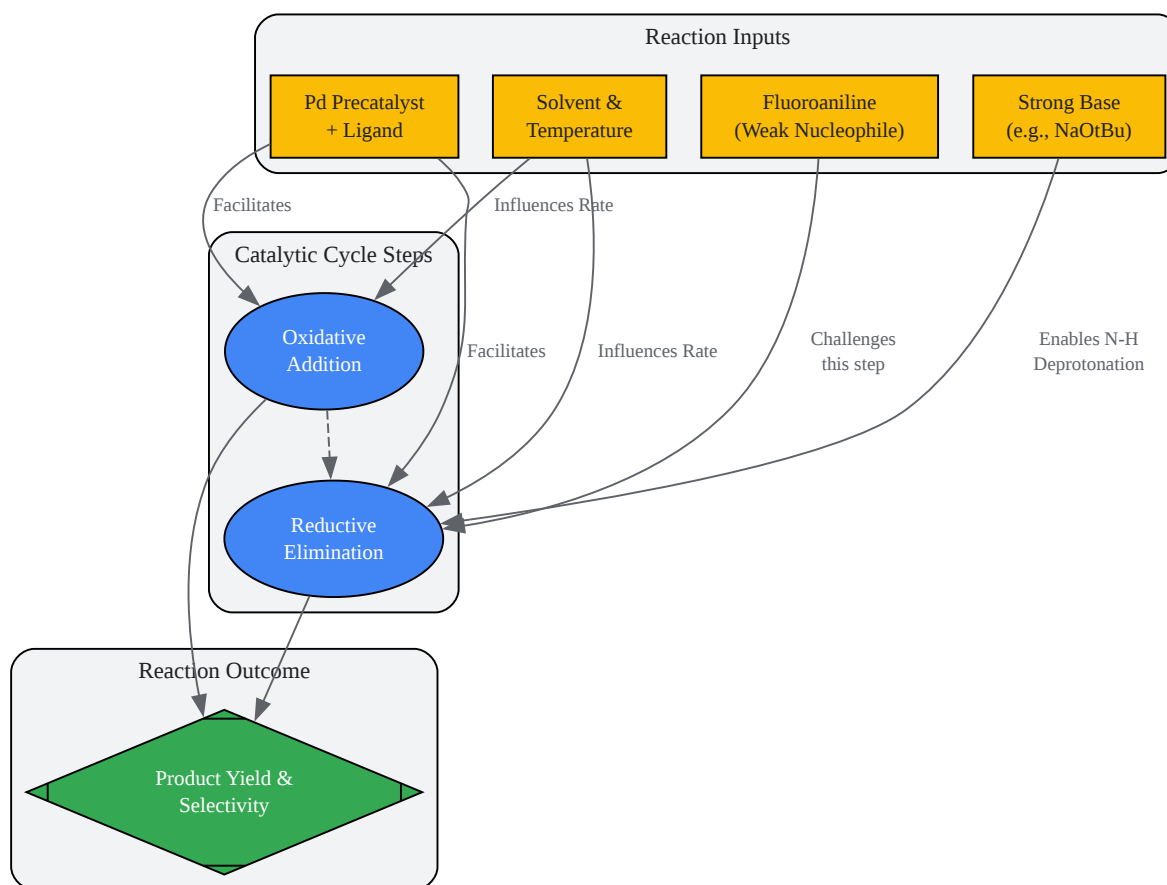 Reaction Inputs
Pd Precatalyst
+ Ligand
Solvent &
Temperature
Fluoroaniline
(Weak Nucleophile)
Strong Base
(e.g., NaOtBu)
Facilitates
Influences Rate
Catalytic Cycle Steps
Oxidative
Addition
Facilitates
Influences Rate
Challenges
this step
Enables N-H
Deprotonation
Reductive
Elimination
Reaction Outcome
Product Yield &
Selectivity